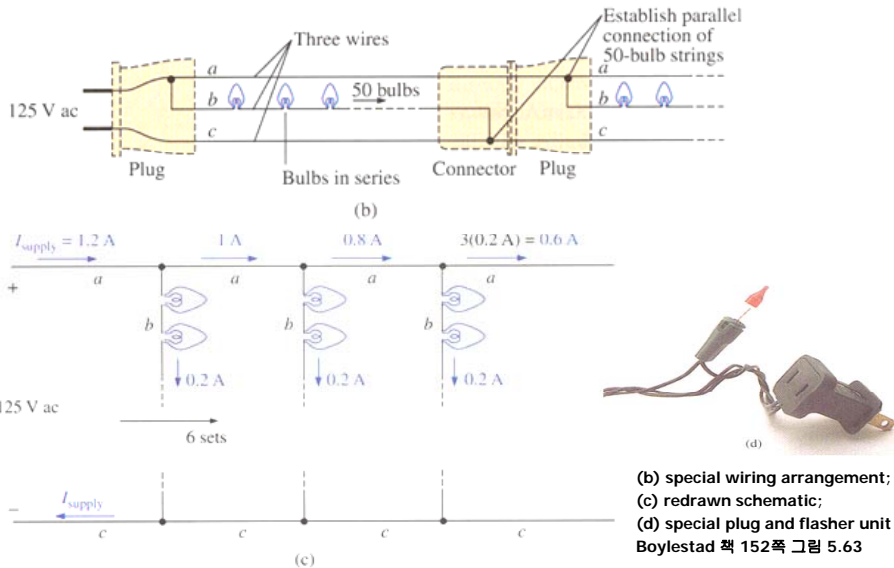 Establish parallel
connection of
50-bulb strings
Three wires
a
a
50 bulbs
b
b
125 V ac
c
c
Plug
Bulbs in series
Connector
Plug
(b)
Isupply = 1.2 A
1 A
0.8 A
3(0.2 A) = 0.6 A
a
a
a
a
+
b
b
b
0.2 A
0.2 A
0.2 A
125 V ac
6 sets
(d)
Isupply
–
c
c
c
c
(c)
(b) special wiring arrangement;
(c) redrawn schematic;
(d) special plug and flasher unit
Boylestad 책 152쪽 그림 5.63